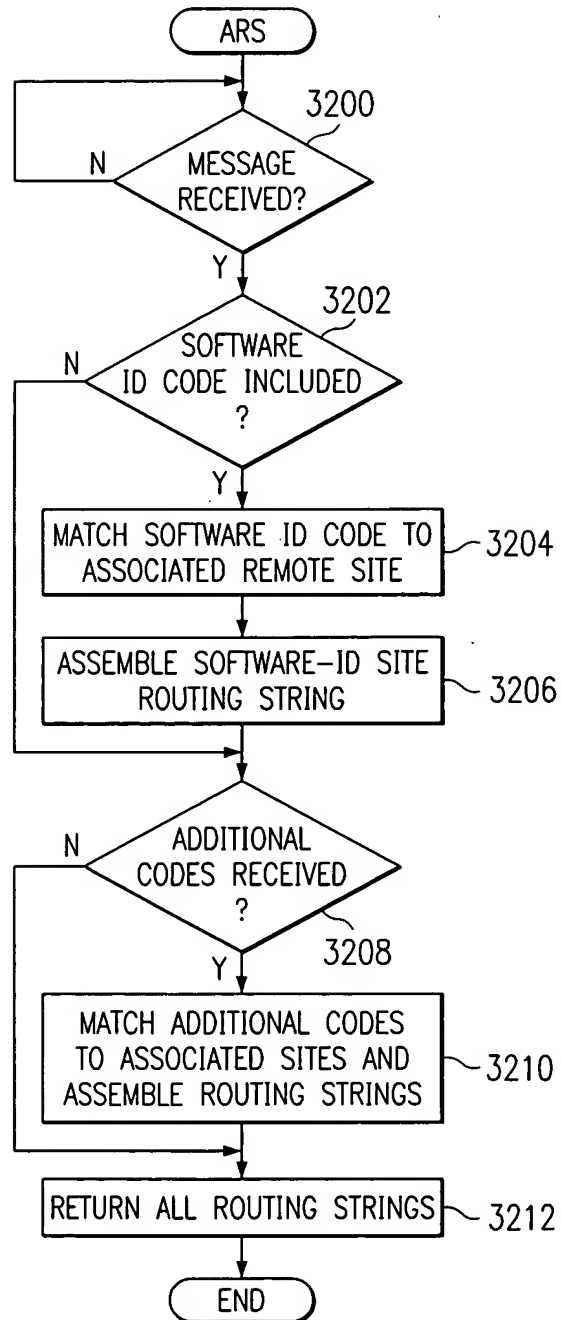 ARS
3200
N
MESSAGE
RECEIVED?
Y
3202
N
SOFTWARE
ID CODE INCLUDED
?
Y
MATCH SOFTWARE ID CODE TO
ASSOCIATED REMOTE SITE
3204
ASSEMBLE SOFTWARE-ID SITE
ROUTING STRING
3206
N
ADDITIONAL
CODES RECEIVED
?
3208
Y
MATCH ADDITIONAL CODES
TO ASSOCIATED SITES AND
ASSEMBLE ROUTING STRINGS
3210
RETURN ALL ROUTING STRINGS
3212
END